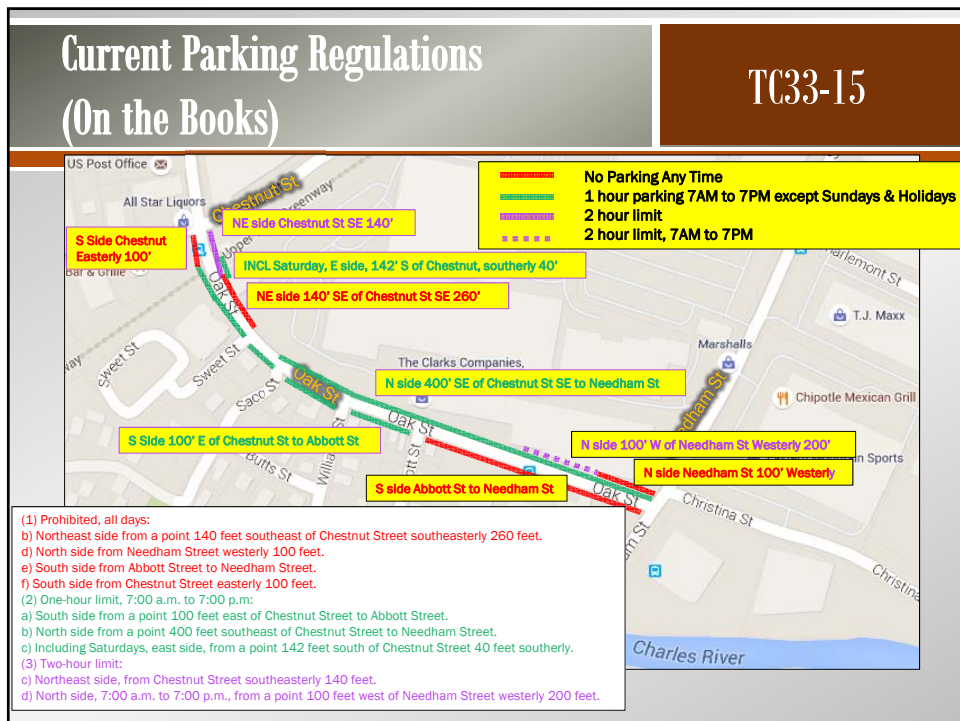 Current Parking Regulations
(On the Books)
TC33-15
US Post Office
All Star Liquors
Chestnut St
Upper
Greenway
No Parking Any Time
1 hour parking 7AM to 7PM except Sundays & Holidays
2 hour limit
2 hour limit, 7AM to 7PM
NE side Chestnut St SE 140'
S Side Chestnut
Easterly 100'
INCL Saturday, E side, 142' S of Chestnut, southerly 40'
Bar & Grille
NE side 140' SE of Chestnut St SE 260'
Oak St
T.J. Maxx
Marshalls
Sweet St
Sweet St
The Clarks Companies,
Oak St
N side 400' SE of Chestnut St SE to Needham St
Saco St
Chipotle Mexican Grill
Oak St
S Side 100' E of Chestnut St to Abbott St
N side 100' W of Needham St Westerly 200'
Sports
Butts St
N side Needham St 100' Westerly
S side Abbott St to Needham St
Oak St
Christina St
Christina
Charles River
(1) Prohibited, all days:
b) Northeast side from a point 140 feet southeast of Chestnut Street southeasterly 260 feet.
d) North side from Needham Street westerly 100 feet.
e) South side from Abbott Street to Needham Street.
f) South side from Chestnut Street easterly 100 feet.
(2) One-hour limit, 7:00 a.m. to 7:00 p.m:
a) South side from a point 100 feet east of Chestnut Street to Abbott Street.
b) North side from a point 400 feet southeast of Chestnut Street to Needham Street.
c) Including Saturdays, east side, from a point 142 feet south of Chestnut Street 40 feet southerly.
(3) Two-hour limit:
c) Northeast side, from Chestnut Street southeasterly 140 feet.
d) North side, 7:00 a.m. to 7:00 p.m., from a point 100 feet west of Needham Street westerly 200 feet.